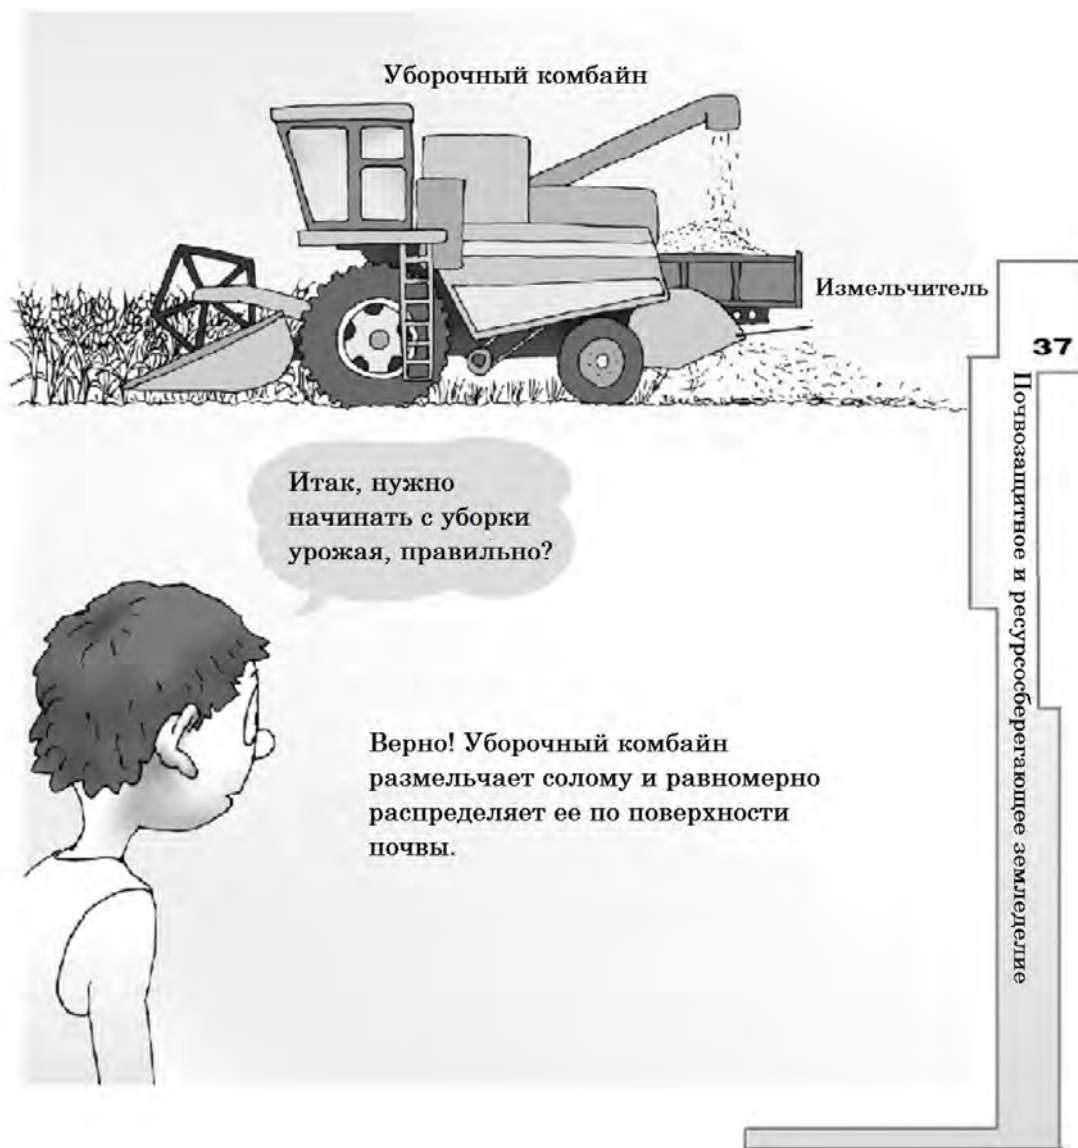 Уборочный комбайн
Измельчитель
37
Почвозащитное и ресурсосберегающее земледелие
Итак, нужно
начинать с уборки
урожая, правильно?
Верно! Уборочный комбайн
размельчает солому и равномерно
распределяет ее по поверхности
почвы.